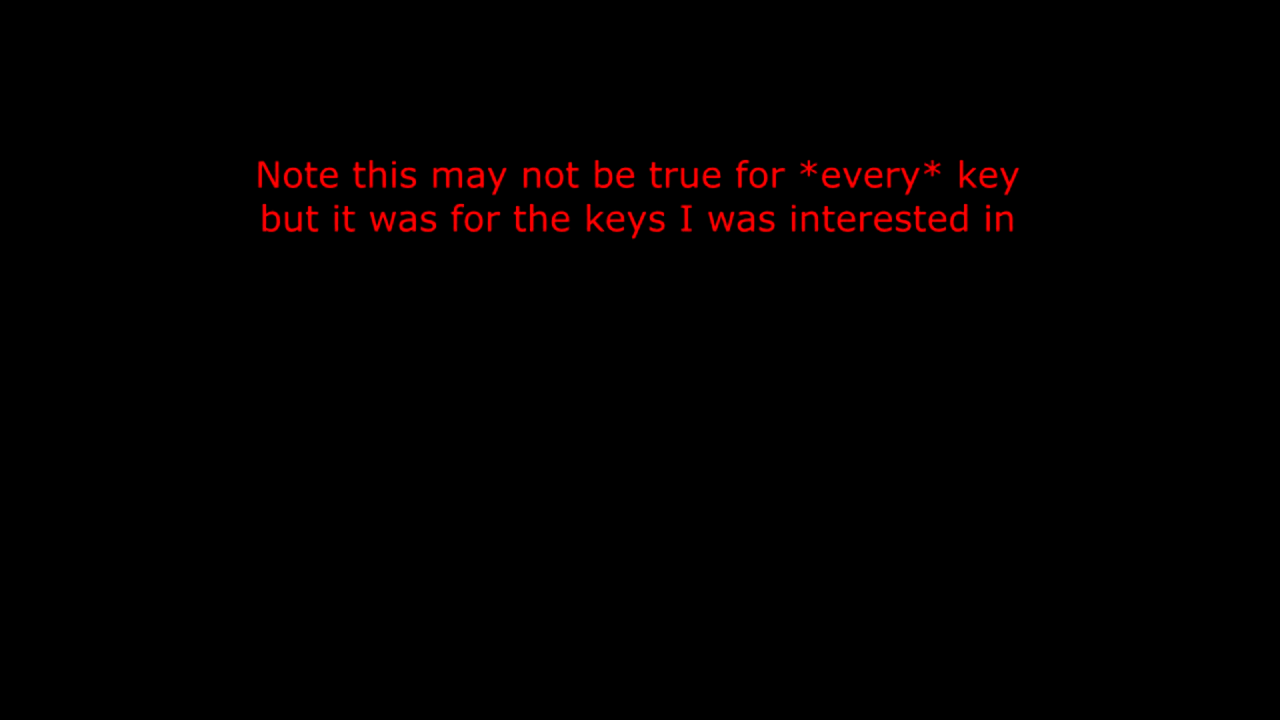 Note this may not be true for *every* key
but it was for the keys I was interested in